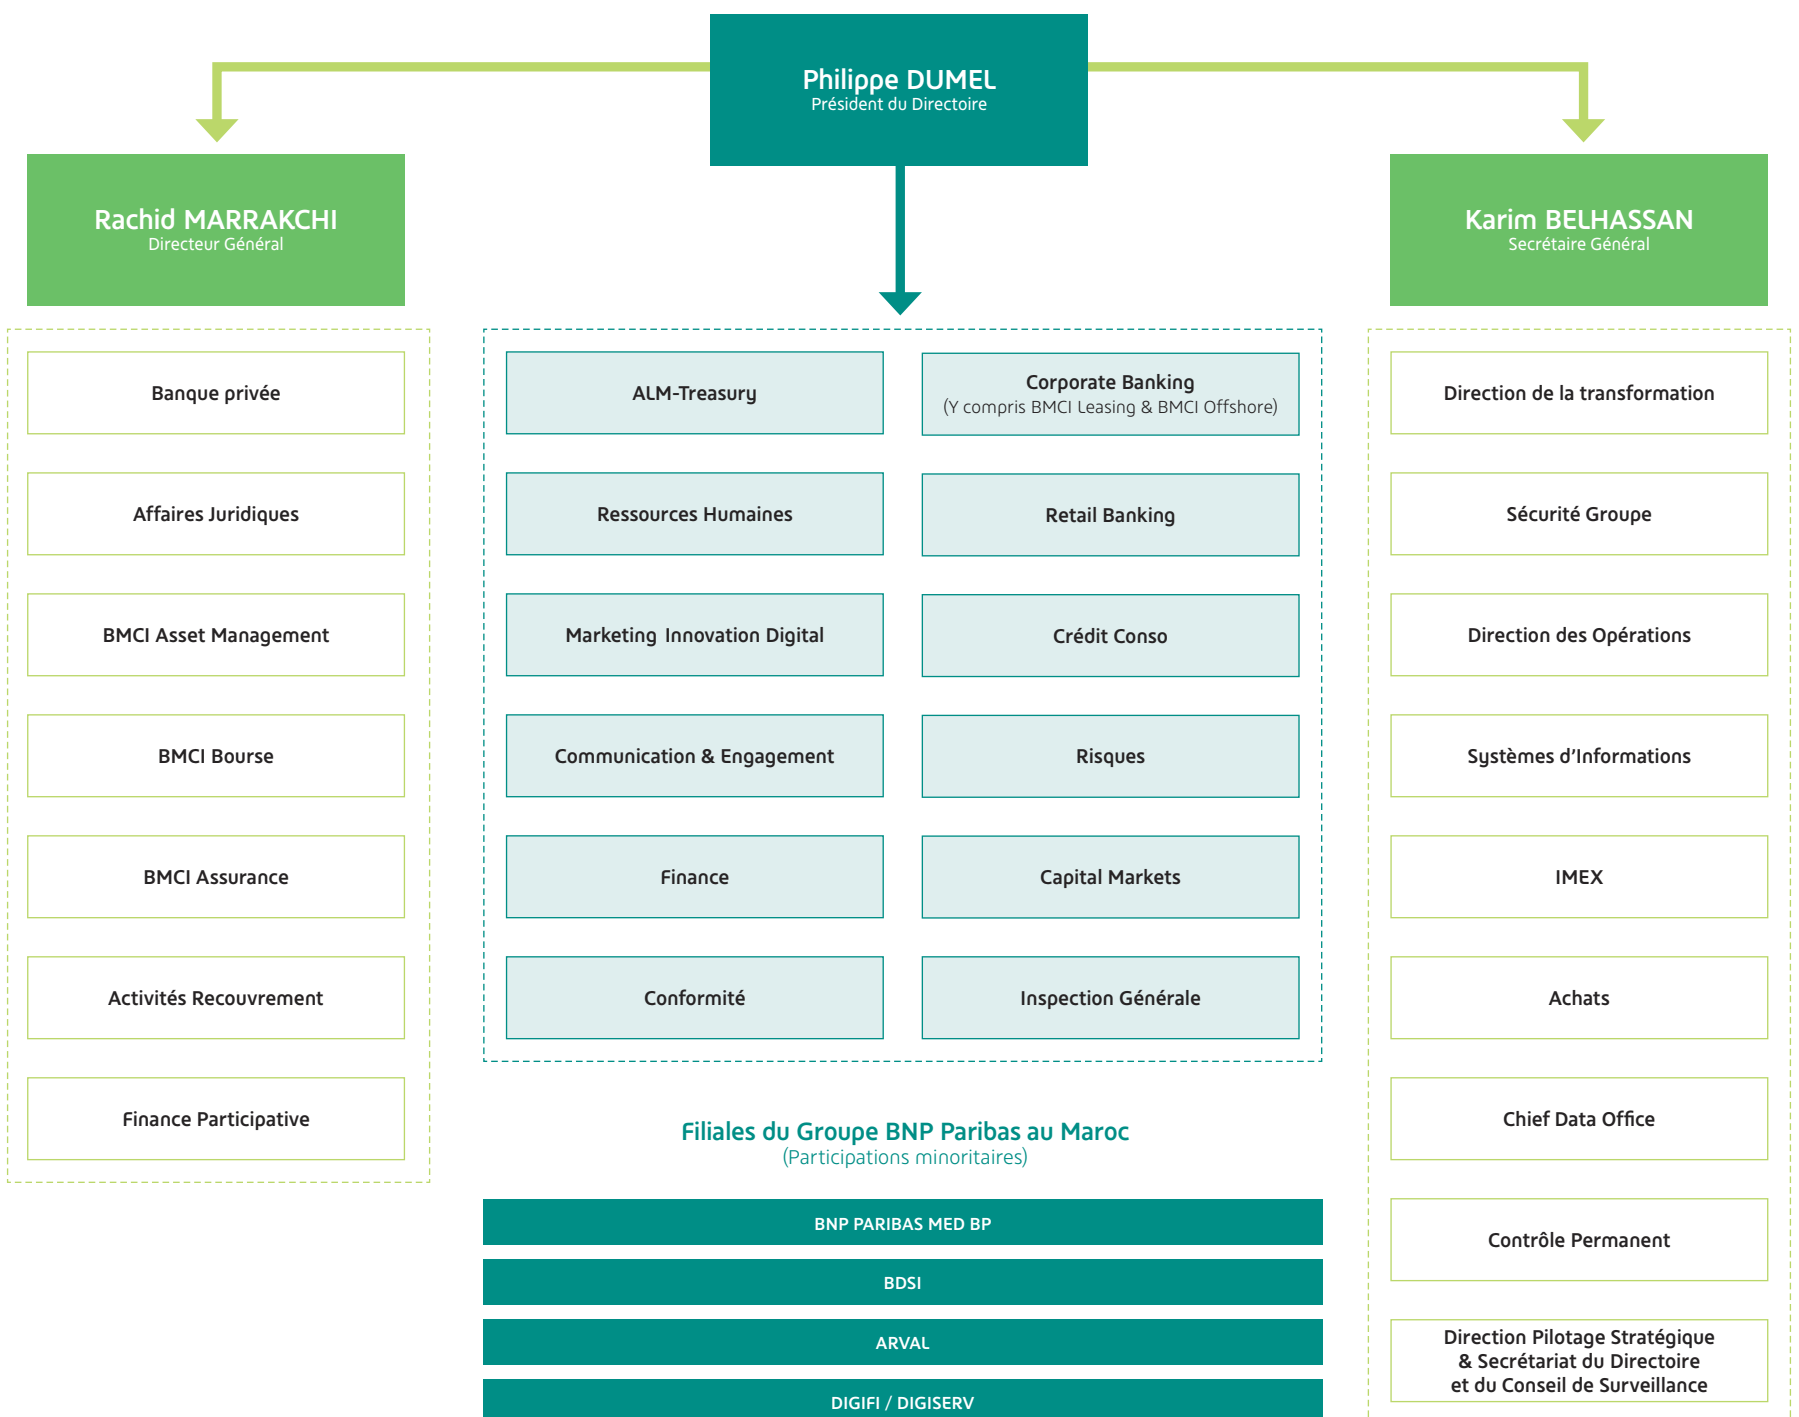 Philippe DUMEL
Président du Directoire
Rachid MARRAKCHI
Directeur Général
Karim BELHASSAN
Secrétaire Général
Banque privée
Affaires Juridiques
BMCI Asset Management
BMCI Bourse
BMCI Assurance
Activités Recouvrement
Finance Participative
ALM-Treasury
Corporate Banking
(Y compris BMCI Leasing & BMCI Offshore)
Ressources Humaines
Retail Banking
Marketing Innovation Digital
Crédit Conso
Communication & Engagement
Risques
Finance
Capital Markets
Conformité
Inspection Générale
Filiales du Groupe BNP Paribas au Maroc
(Participations minoritaires)
BNP PARIBAS MED BP
BDSI
ARVAL
DIGIFI / DIGISERV
Direction de la transformation
Sécurité Groupe
Direction des Opérations
Systèmes d'Informations
IMEX
Achats
Chief Data Office
Contrôle Permanent
Direction Pilotage Stratégique
& Secrétariat du Directoire
et du Conseil de Surveillance